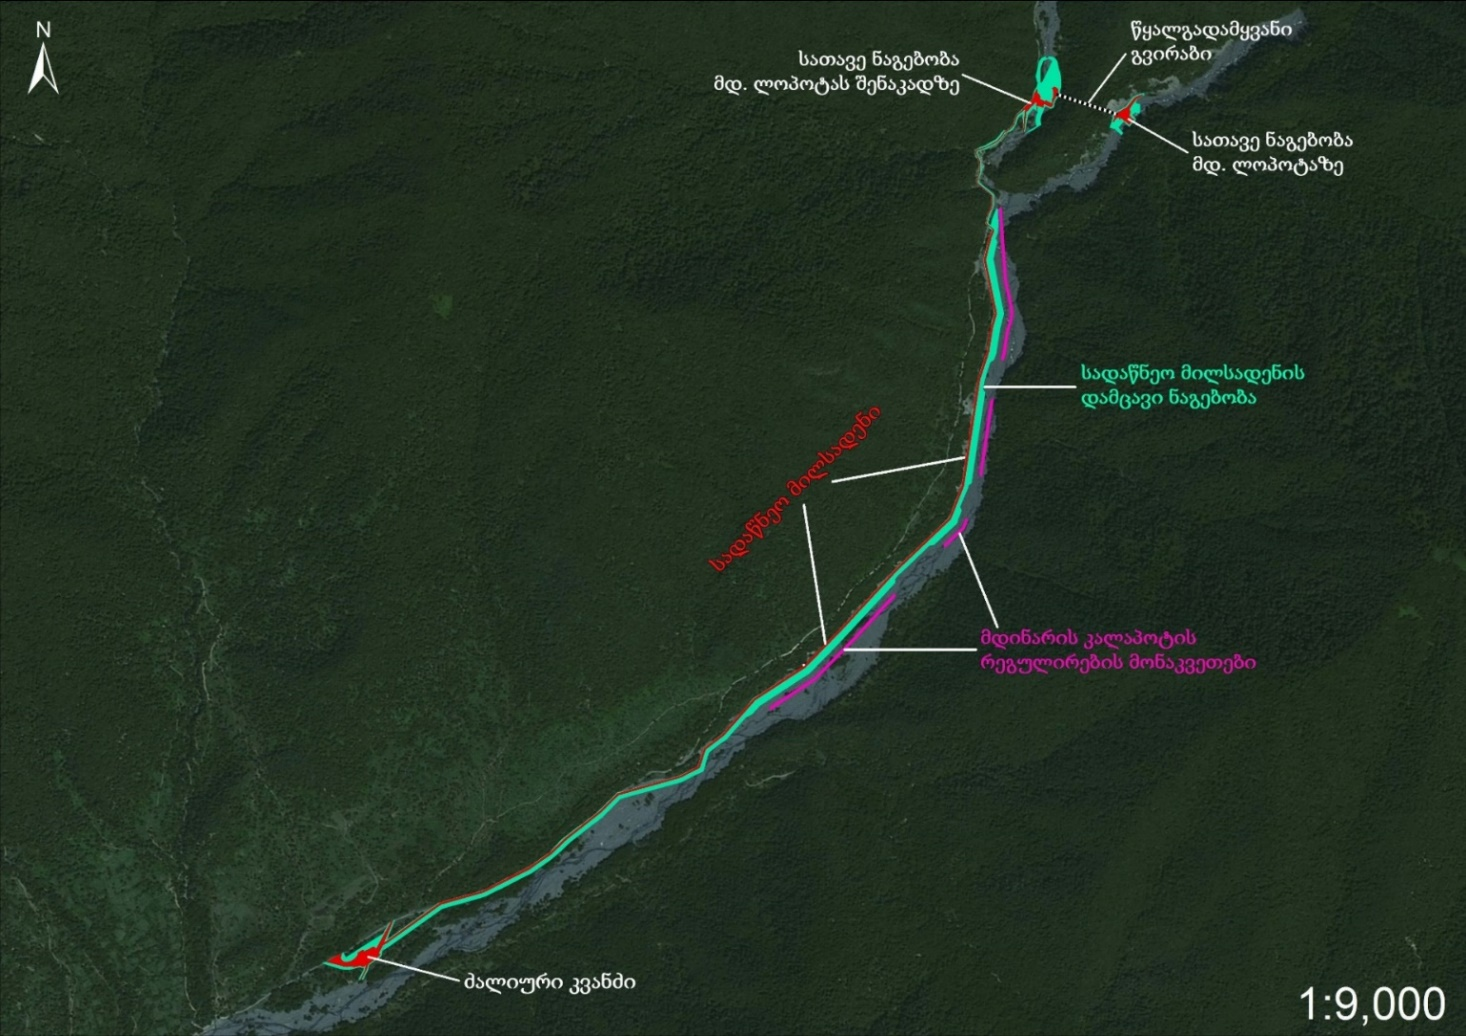 N
წყალგადამყვანი
გვირაბი
სათავე ნაგებობა
მდ. ლოპოტას შენაკადზე
სათავე ნაგებობა
მდ. ლოპოტაზე
სადაწნეო მილსადენის
დამცავი ნაგებობა
სადაწნეო მილსადენი
მდინარის კალაპოტის
რეგულირების მონაკვეთები
ძალიური კვანძი
1:9,000